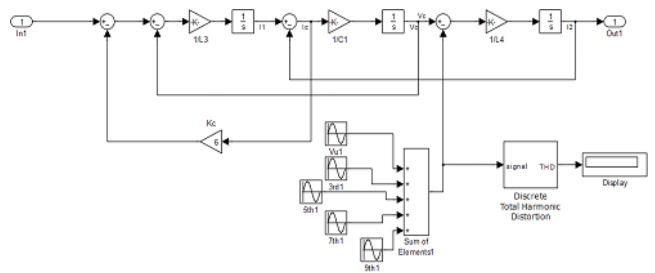 1
In1
K-
1/L3
1
s
I1
Ic
K-
1/C1
1
s
Vc
Vc
K-
1/L4
1
s
I2
1
Out1
Kc
6
Vu1
3rd1
5th1
7th1
9th1
Sum of
Elements1
signal
THD
Discrete
Total Harmonic
Distortion
Display